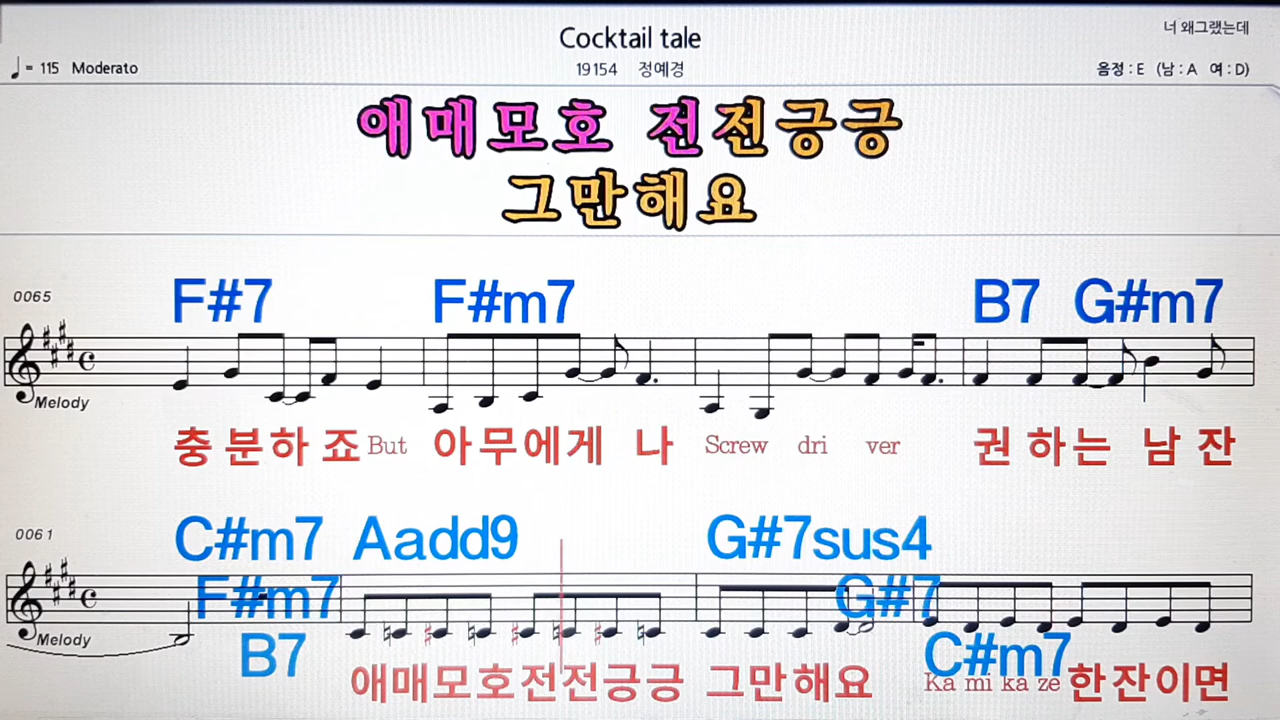 Cocktail tale
너 왜그랬는데
♩= 115 Moderato
19154 정예경
음정 : E (남 : A 여 : D)
애매모호 전전긍긍
그만해요
0065
F#7 F#m7 B7 G#m7
Melody
충분하죠 But 아무에게 나 Screw dri ver 권하는 남 잔
0061
C#m7 Aadd9 G#7sus4
F#m7 G#7
Melody
B7 C#m7
애매모호전전긍긍 그만해요 Ka mi ka ze 한잔이면